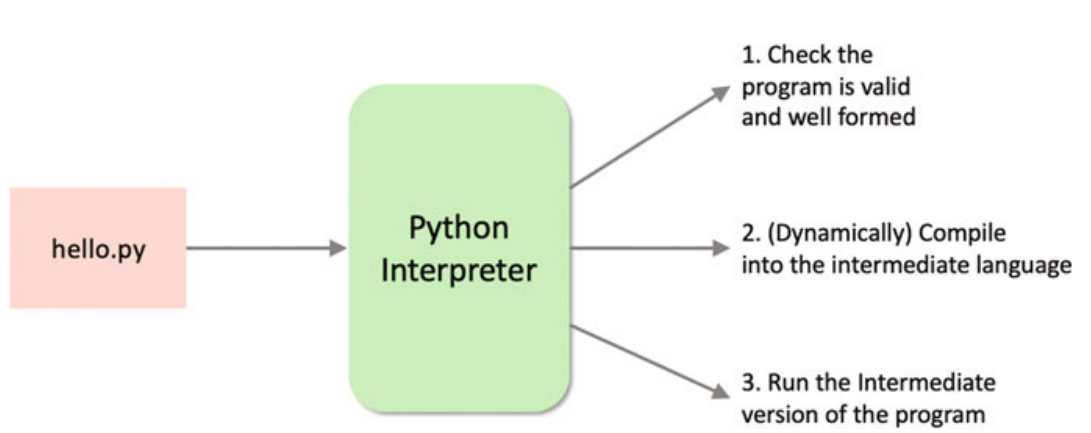 hello.py
Python
Interpreter
1. Check the
program is valid
and well formed
2. (Dynamically) Compile
into the intermediate language
3. Run the Intermediate
version of the program